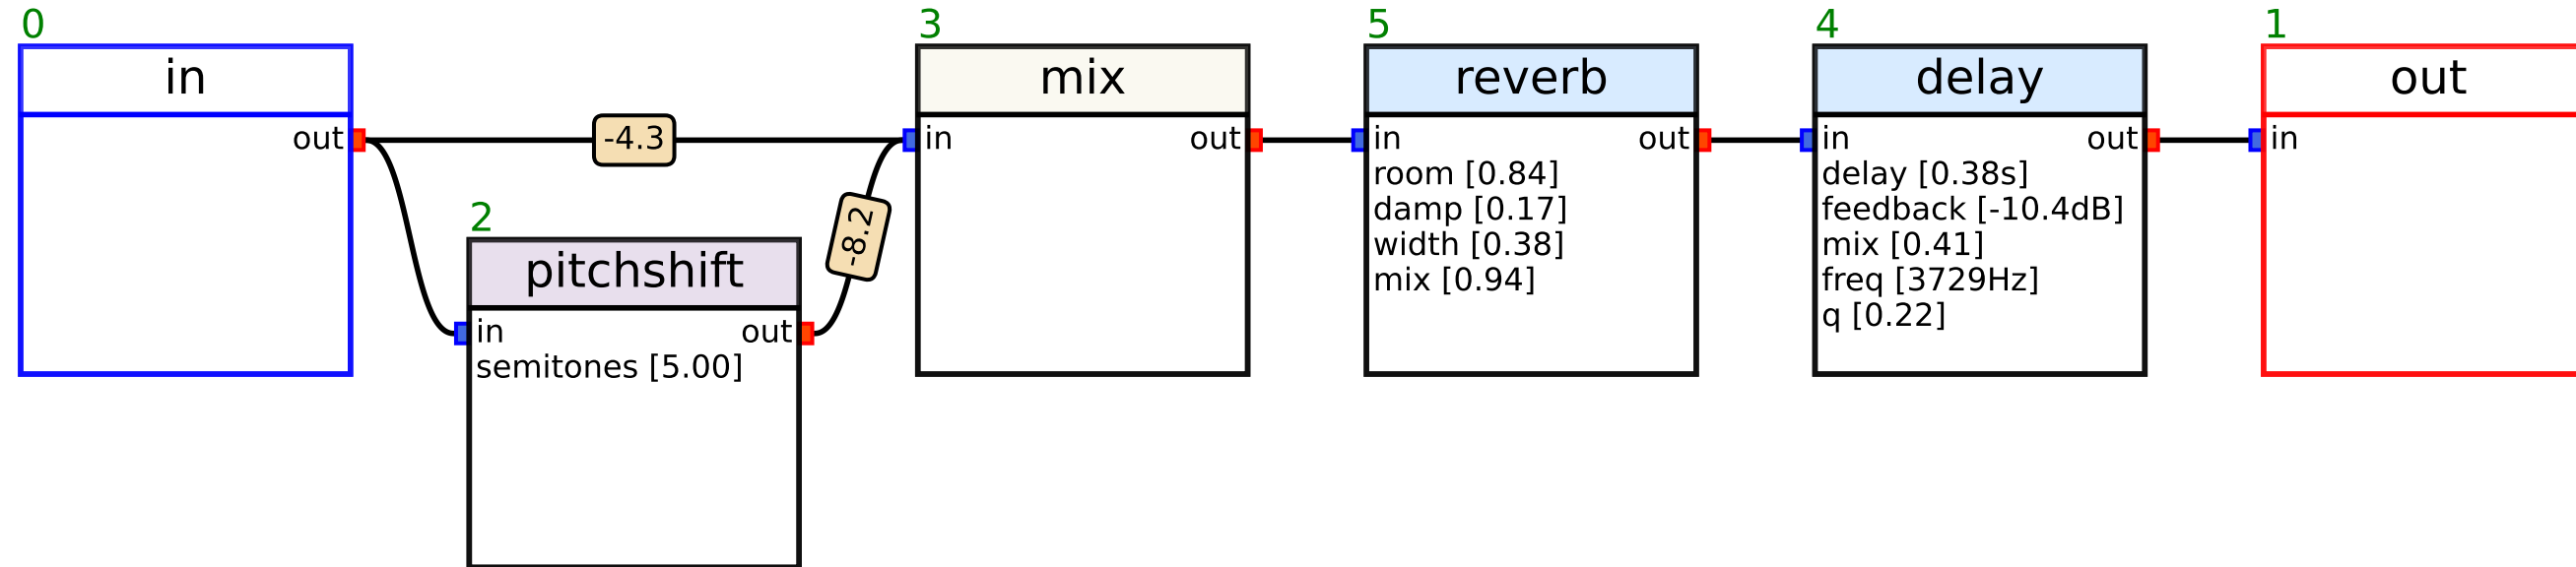 0
in
out
-4.3
2
pitchshift
in
out
semitones [5.00]
-8.2
3
mix
in
out
5
reverb
in
out
room [0.84]
damp [0.17]
width [0.38]
mix [0.94]
4
delay
in
out
delay [0.38s]
feedback [-10.4dB]
mix [0.41]
freq [3729Hz]
q [0.22]
1
out
in